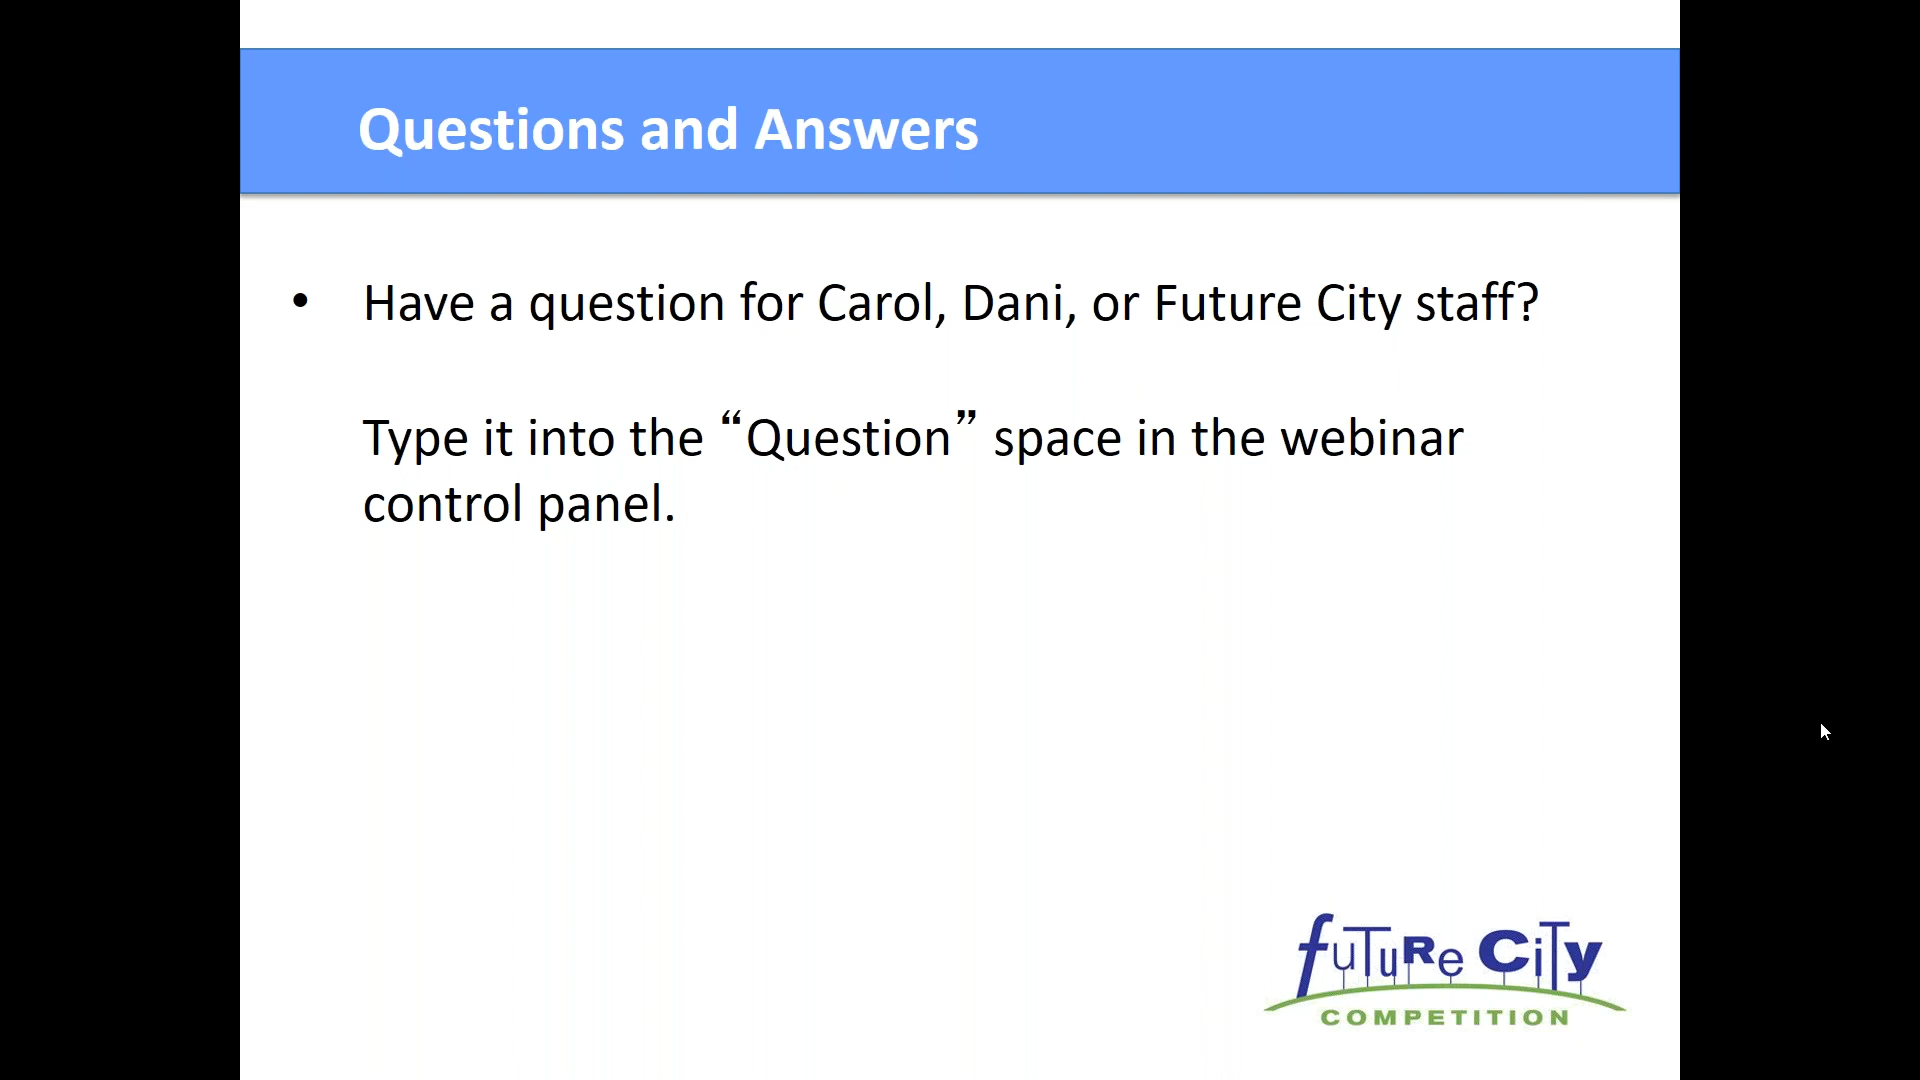 Questions and Answers
• Have a question for Carol, Dani, or Future City staff?
Type it into the “Question” space in the webinar
control panel.
fuTuRe CiTy
COMPETITION